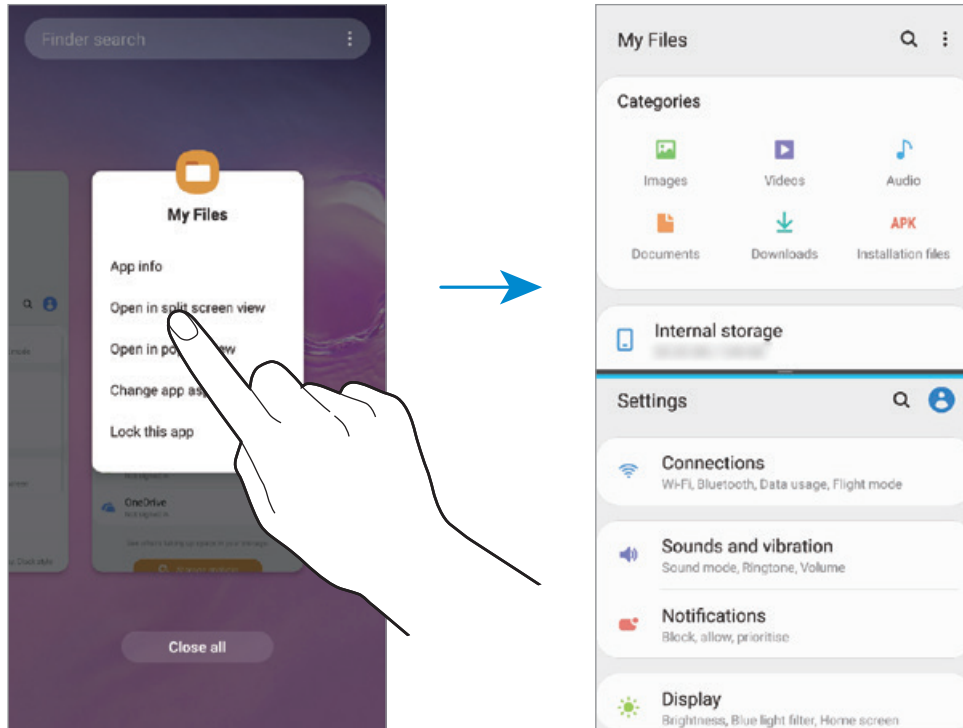 Finder search
My Files
App info
Open in split screen view
Open in po ew
Change app as
Lock this app
OneDrive
Close all
My Files
Categories
Images
Videos
Audio
Documents
Downloads
APK
Installation files
Internal storage
Settings
Connections
Wi-Fi, Bluetooth, Data usage, Flight mode
Sounds and vibration
Sound mode, Ringtone, Volume
Notifications
Block, allow, prioritise
Display
Brightness, Blue light filter, Home screen